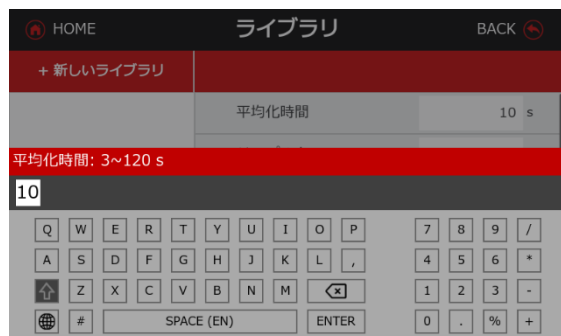 HOME ライブラリ BACK
+ 新しいライブラリ
平均化時間 10 s
平均化時間: 3~120 s
10
Q W E R T Y U I O P 7 8 9 /
A S D F G H J K L , 4 5 6 *
Z X C V B N M 1 2 3 -
# SPACE (EN) ENTER 0 . % +